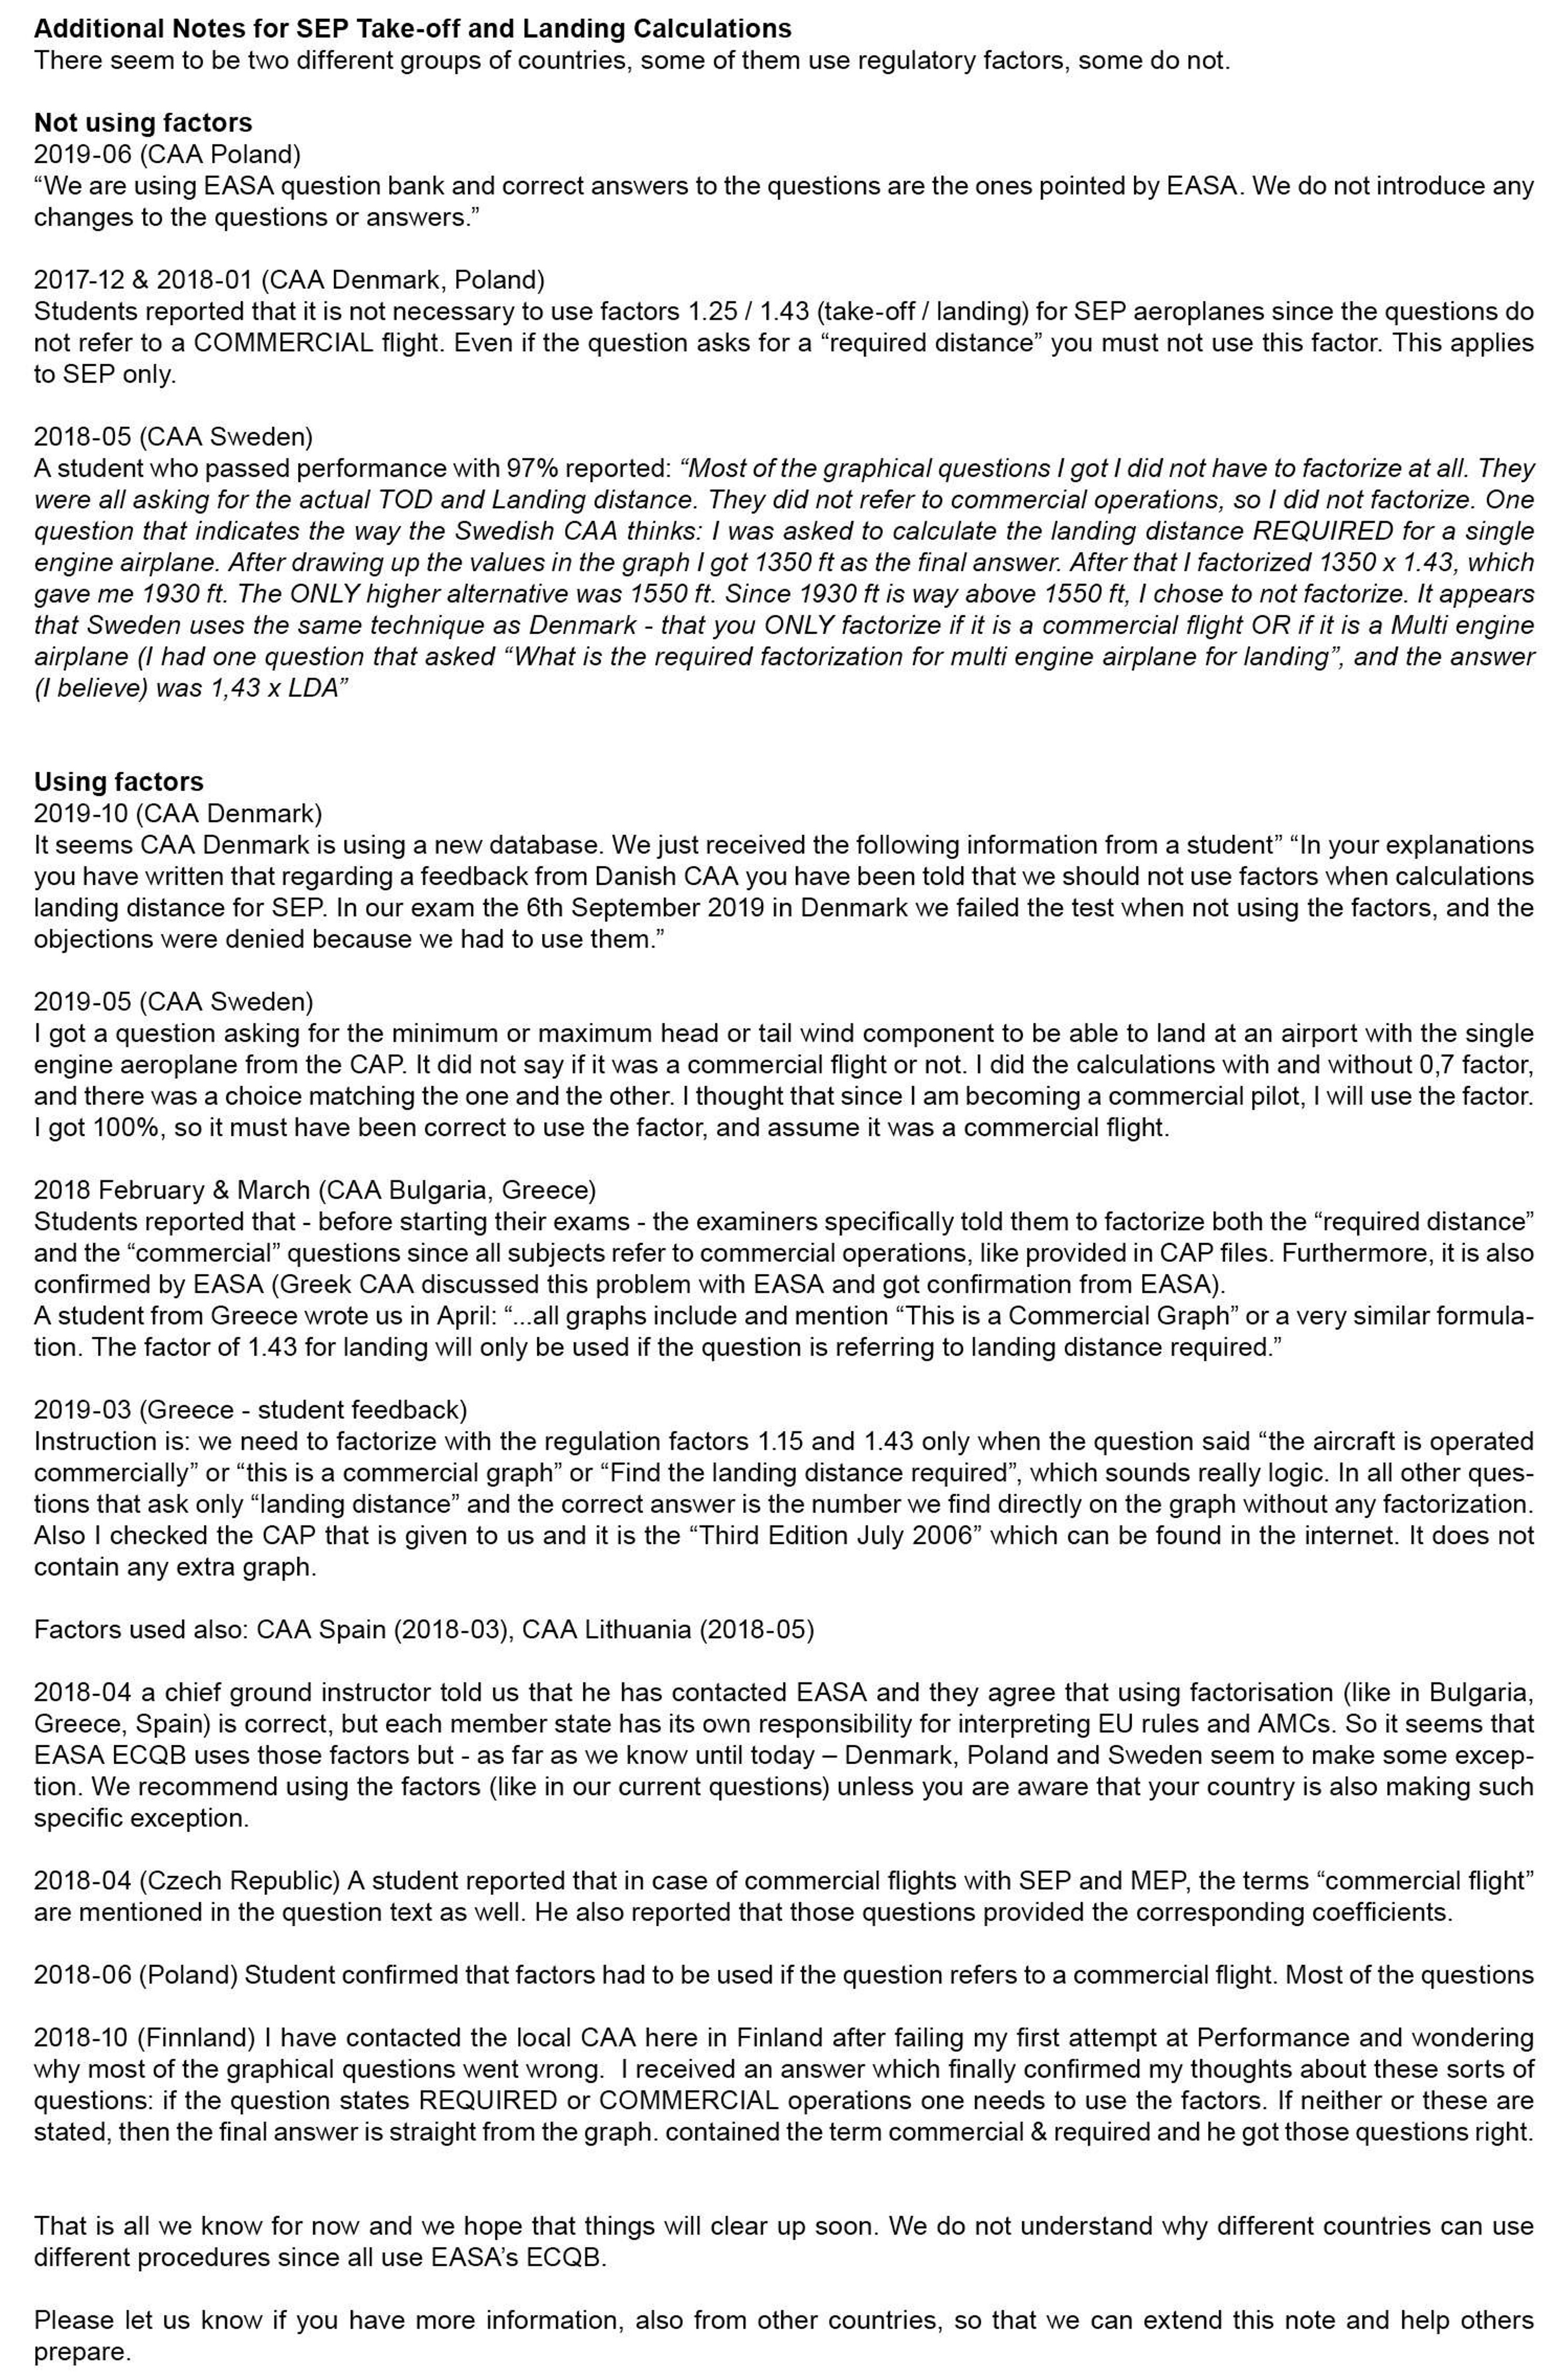 Additional Notes for SEP Take-off and Landing Calculations
There seem to be two different groups of countries, some of them use regulatory factors, some do not.
Not using factors
2019-06 (CAA Poland)
“We are using EASA question bank and correct answers to the questions are the ones pointed by EASA. We do not introduce any
changes to the questions or answers.”
2017-12 & 2018-01 (CAA Denmark, Poland)
Students reported that it is not necessary to use factors 1.25 / 1.43 (take-off / landing) for SEP aeroplanes since the questions do
not refer to a COMMERCIAL flight. Even if the question asks for a “required distance” you must not use this factor. This applies
to SEP only.
2018-05 (CAA Sweden)
A student who passed performance with 97% reported: “Most of the graphical questions I got I did not have to factorize at all. They
were all asking for the actual TOD and Landing distance. They did not refer to commercial operations, so I did not factorize. One
question that indicates the way the Swedish CAA thinks: I was asked to calculate the landing distance REQUIRED for a single
engine airplane. After drawing up the values in the graph I got 1350 ft as the final answer. After that I factorized 1350 x 1.43, which
gave me 1930 ft. The ONLY higher alternative was 1550 ft. Since 1930 ft is way above 1550 ft, I chose to not factorize. It appears
that Sweden uses the same technique as Denmark - that you ONLY factorize if it is a commercial flight OR if it is a Multi engine
airplane (I had one question that asked “What is the required factorization for multi engine airplane for landing”, and the answer
(I believe) was 1,43 x LDA”
Using factors
2019-10 (CAA Denmark)
It seems CAA Denmark is using a new database. We just received the following information from a student” “In your explanations
you have written that regarding a feedback from Danish CAA you have been told that we should not use factors when calculations
landing distance for SEP. In our exam the 6th September 2019 in Denmark we failed the test when not using the factors, and the
objections were denied because we had to use them.”
2019-05 (CAA Sweden)
I got a question asking for the minimum or maximum head or tail wind component to be able to land at an airport with the single
engine aeroplane from the CAP. It did not say if it was a commercial flight or not. I did the calculations with and without 0,7 factor,
and there was a choice matching the one and the other. I thought that since I am becoming a commercial pilot, I will use the factor.
I got 100%, so it must have been correct to use the factor, and assume it was a commercial flight.
2018 February & March (CAA Bulgaria, Greece)
Students reported that - before starting their exams - the examiners specifically told them to factorize both the “required distance”
and the “commercial” questions since all subjects refer to commercial operations, like provided in CAP files. Furthermore, it is also
confirmed by EASA (Greek CAA discussed this problem with EASA and got confirmation from EASA).
A student from Greece wrote us in April: “...all graphs include and mention “This is a Commercial Graph” or a very similar formula-
tion. The factor of 1.43 for landing will only be used if the question is referring to landing distance required.”
2019-03 (Greece - student feedback)
Instruction is: we need to factorize with the regulation factors 1.15 and 1.43 only when the question said “the aircraft is operated
commercially” or “this is a commercial graph” or “Find the landing distance required”, which sounds really logic. In all other ques-
tions that ask only “landing distance” and the correct answer is the number we find directly on the graph without any factorization.
Also I checked the CAP that is given to us and it is the “Third Edition July 2006” which can be found in the internet. It does not
contain any extra graph.
Factors used also: CAA Spain (2018-03), CAA Lithuania (2018-05)
2018-04 a chief ground instructor told us that he has contacted EASA and they agree that using factorisation (like in Bulgaria,
Greece, Spain) is correct, but each member state has its own responsibility for interpreting EU rules and AMCs. So it seems that
EASA ECQB uses those factors but - as far as we know until today – Denmark, Poland and Sweden seem to make some excep-
tion. We recommend using the factors (like in our current questions) unless you are aware that your country is also making such
specific exception.
2018-04 (Czech Republic) A student reported that in case of commercial flights with SEP and MEP, the terms “commercial flight”
are mentioned in the question text as well. He also reported that those questions provided the corresponding coefficients.
2018-06 (Poland) Student confirmed that factors had to be used if the question refers to a commercial flight. Most of the questions
2018-10 (Finnland) I have contacted the local CAA here in Finland after failing my first attempt at Performance and wondering
why most of the graphical questions went wrong.  I received an answer which finally confirmed my thoughts about these sorts of
questions: if the question states REQUIRED or COMMERCIAL operations one needs to use the factors. If neither or these are
stated, then the final answer is straight from the graph. contained the term commercial & required and he got those questions right.
That is all we know for now and we hope that things will clear up soon. We do not understand why different countries can use
different procedures since all use EASA’s ECQB.
Please let us know if you have more information, also from other countries, so that we can extend this note and help others
prepare.